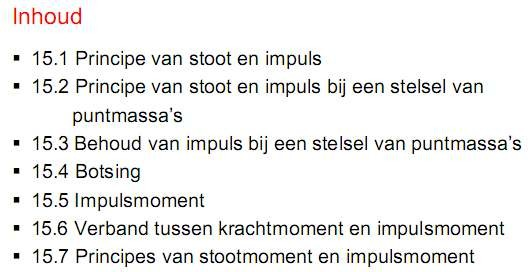 Inhoud
▪ 15.1 Principe van stoot en impuls
▪ 15.2 Principe van stoot en impuls bij een stelsel van
puntmassa's
▪ 15.3 Behoud van impuls bij een stelsel van puntmassa's
▪ 15.4 Botsing
▪ 15.5 Impulsmoment
▪ 15.6 Verband tussen krachtmoment en impulsmoment
▪ 15.7 Principes van stootmoment en impulsmoment